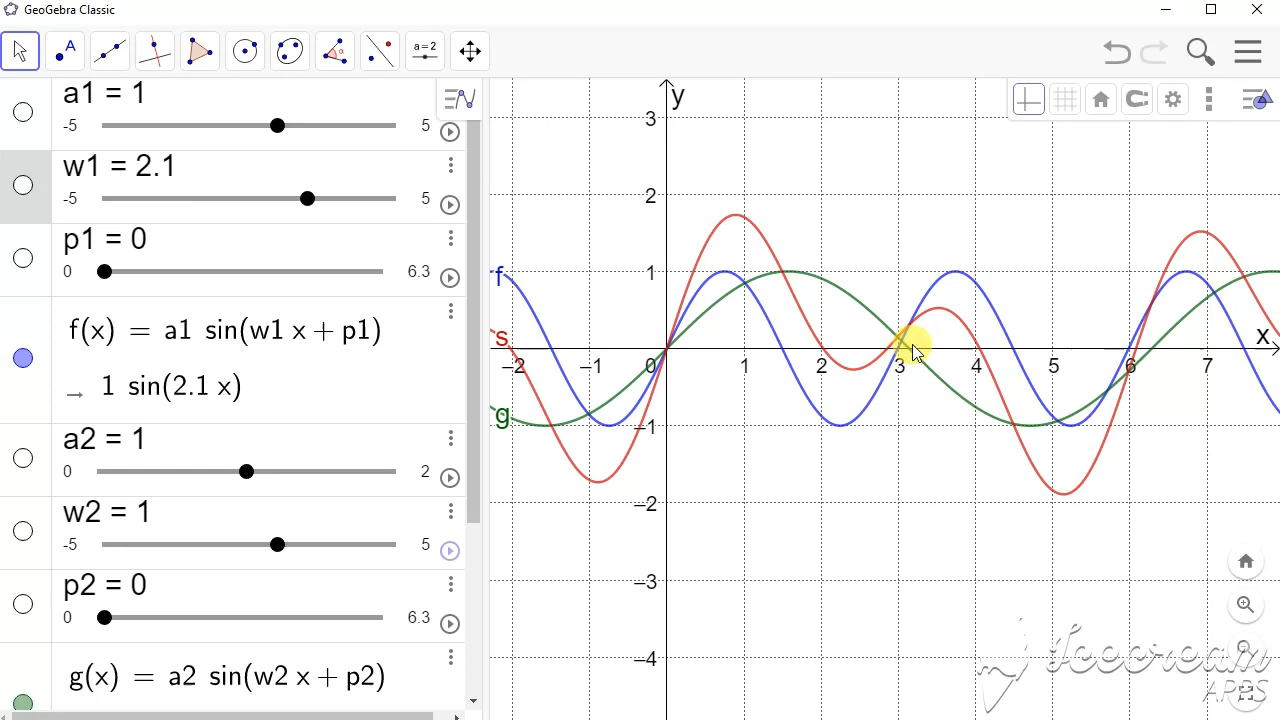 GeoGebra Classic
A
a=2
a1 = 1
-5
5
w1 = 2.1
-5
5
p1 = 0
0
6.3
f(x) = a1 sin(w1 x + p1)
→ 1 sin(2.1 x)
a2 = 1
0
2
w2 = 1
-5
5
p2 = 0
0
6.3
g(x) = a2 sin(w2 x + p2)
y
3
2
1
f
s
x
−2
−1
0
1
2
3
4
5
6
7
g
−1
−2
−3
−4
Icecream
APPS